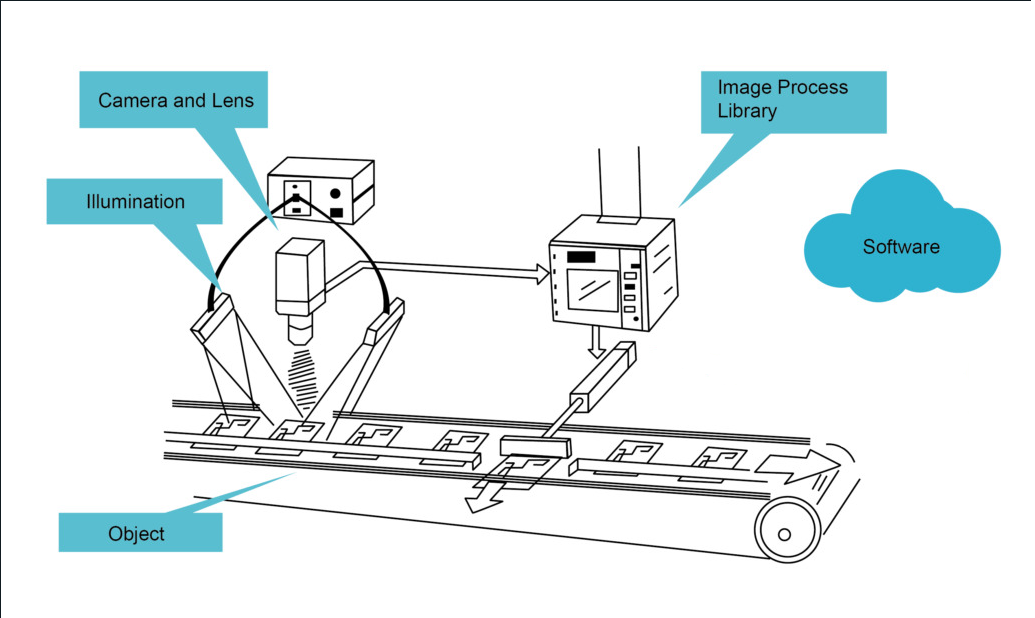 Camera and Lens
Image Process
Library
Illumination
Software
Object